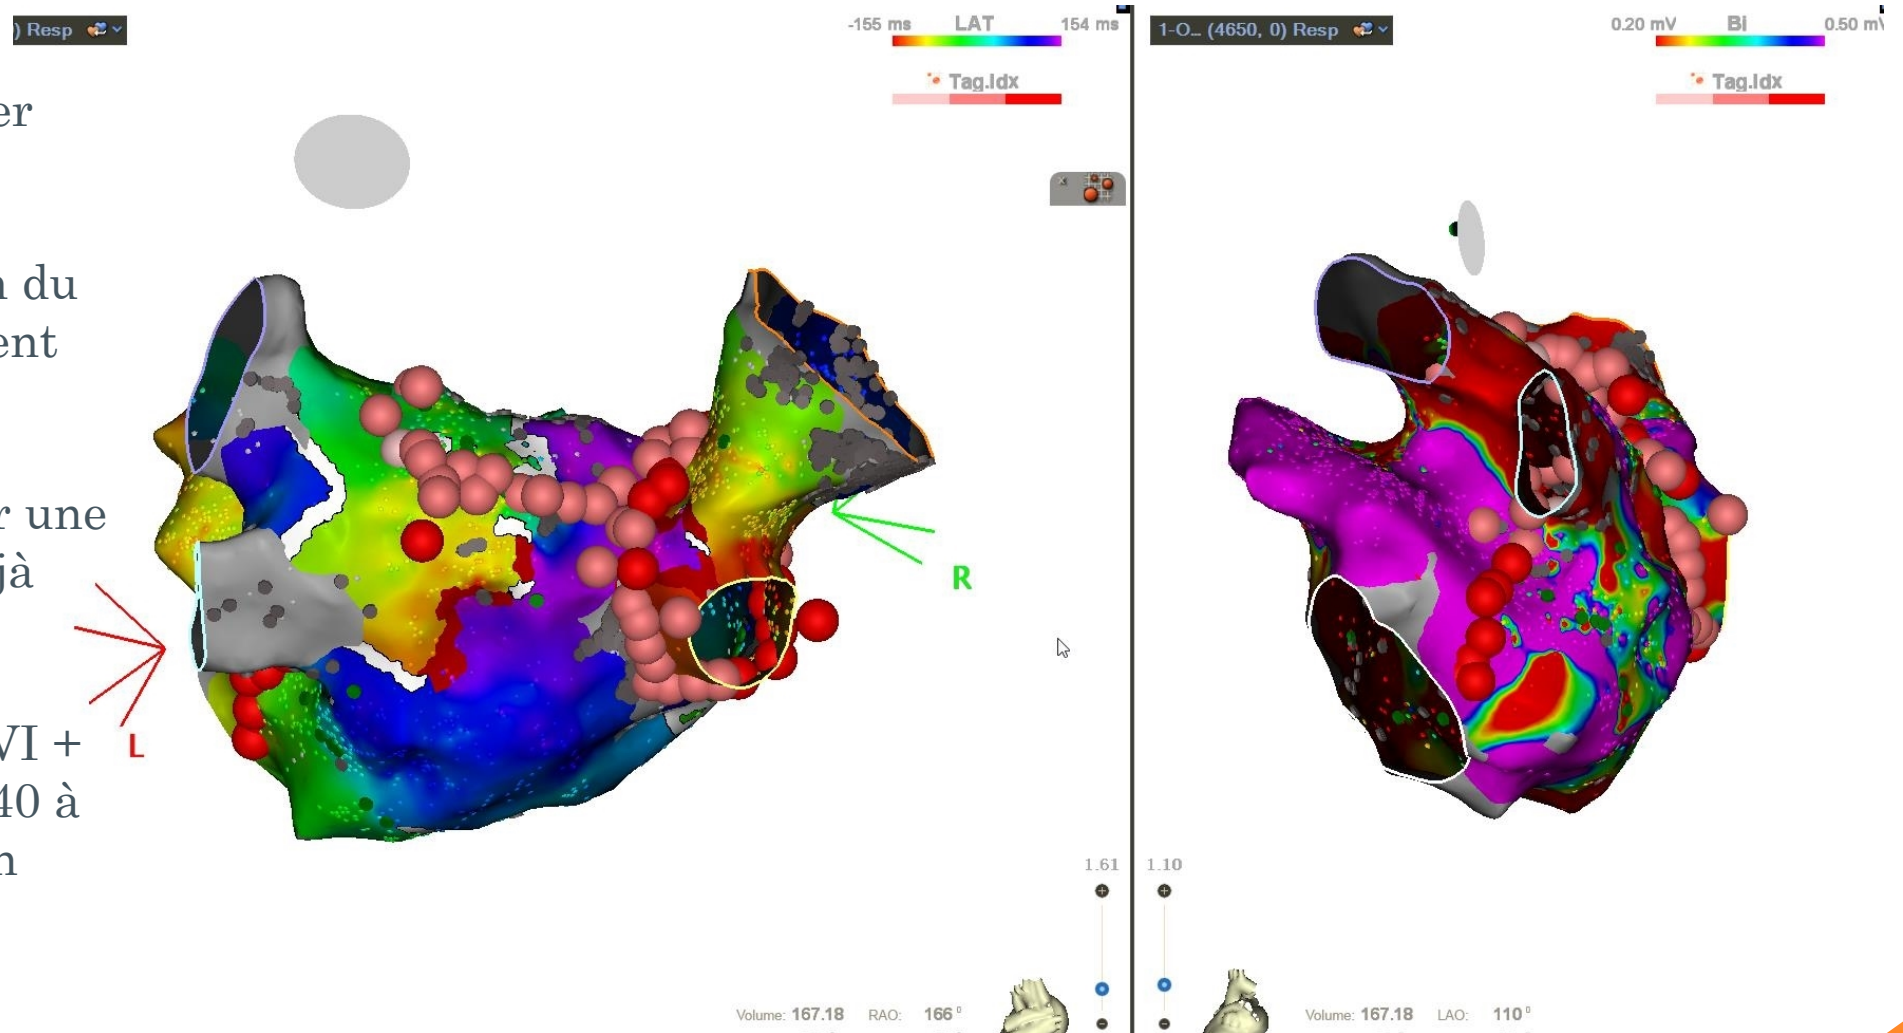 ) Resp
-155 ms LAT 154 ms
Tag.Idx
1-O_ (4650, 0) Resp
0.20 mV Bi 0.50 mV
Tag.Idx
er
n du
ent
r une
jà
VI +
40 à
n
R
L
1.61
1.10
Volume: 167.18 RAO: 166°
Volume: 167.18 LAO: 110°